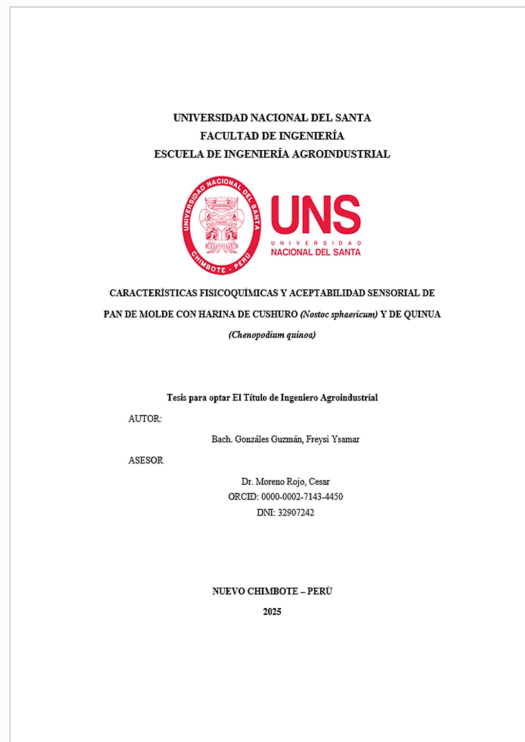 UNIVERSIDAD NACIONAL DEL SANTA
FACULTAD DE INGENIERÍA
ESCUELA DE INGENIERÍA AGROINDUSTRIAL
UNIVERSIDAD NACIONAL DEL SANTA
CHIMBOTE - PERÚ
UNS
UNIVERSIDAD
NACIONAL DEL SANTA
CARACTERÍSTICAS FISICOQUÍMICAS Y ACEPTABILIDAD SENSORIAL DE
PAN DE MOLDE CON HARINA DE CUSHURO (Nostoc sphaericum) Y DE QUINUA
(Chenopodium quinoa)
Tesis para optar El Título de Ingeniero Agroindustrial
AUTOR:
Bach. Gonzáles Guzmán, Freysi Ysamar
ASESOR
Dr. Moreno Rojo, Cesar
ORCID: 0000-0002-7143-4450
DNI: 32907242
NUEVO CHIMBOTE – PERÚ
2025